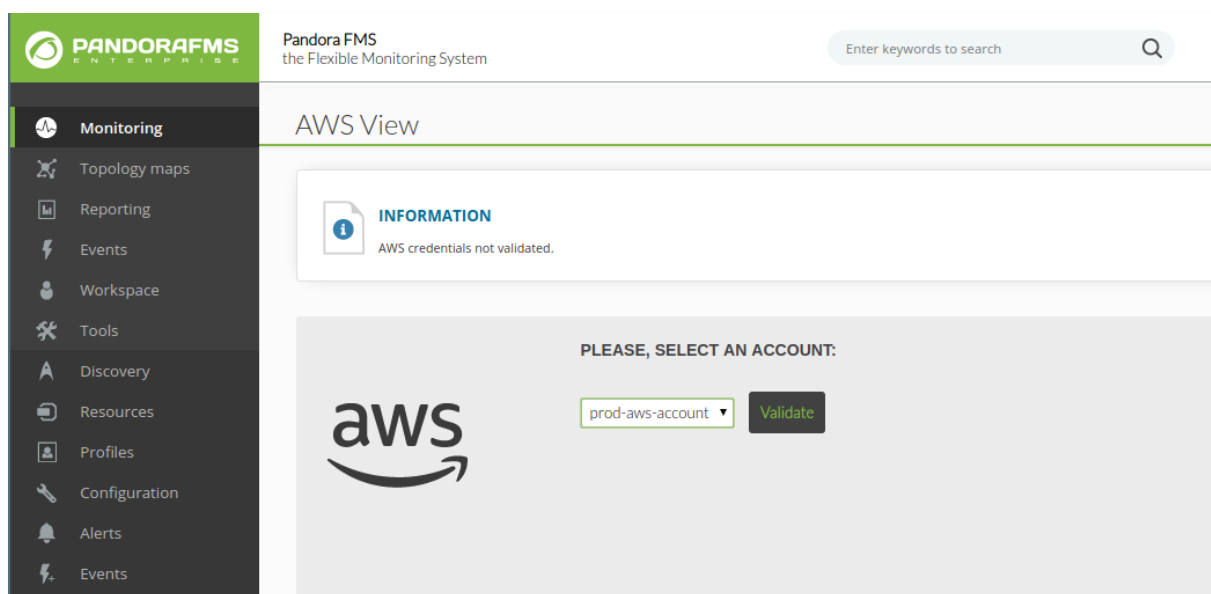 PANDORAFMS
ENTERPRISE
Pandora FMS
the Flexible Monitoring System
Enter keywords to search
Monitoring
Topology maps
Reporting
Events
Workspace
Tools
Discovery
Resources
Profiles
Configuration
Alerts
Events
AWS View
INFORMATION
AWS credentials not validated.
PLEASE, SELECT AN ACCOUNT:
aws
prod-aws-account
Validate